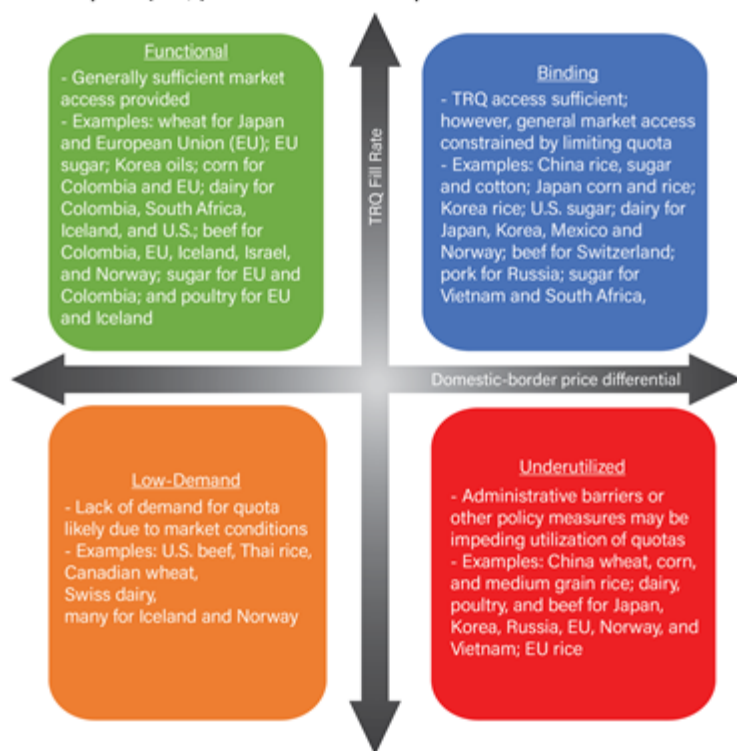 Functional
- Generally sufficient market
access provided
- Examples: wheat for Japan
and European Union (EU); EU
sugar; Korea oils; corn for
Colombia and EU; dairy for
Colombia, South Africa,
Iceland, and U.S.; beef for
Colombia, EU, Iceland, Israel,
and Norway; sugar for EU and
Colombia; and poultry for EU
and Iceland
TRQ Fill Rate
Binding
- TRQ access sufficient;
however, general market access
constrained by limiting quota
- Examples: China rice, sugar
and cotton; Japan corn and rice;
Korea rice; U.S. sugar; dairy for
Japan, Korea, Mexico and
Norway; beef for Switzerland;
pork for Russia; sugar for
Vietnam and South Africa,
Domestic-border price differential
Low-Demand
- Lack of demand for quota
likely due to market conditions
- Examples: U.S. beef, Thai rice,
Canadian wheat,
Swiss dairy,
many for Iceland and Norway
Underutilized
- Administrative barriers or
other policy measures may be
impeding utilization of quotas
- Examples: China wheat, corn,
and medium grain rice; dairy,
poultry, and beef for Japan,
Korea, Russia, EU, Norway, and
Vietnam; EU rice